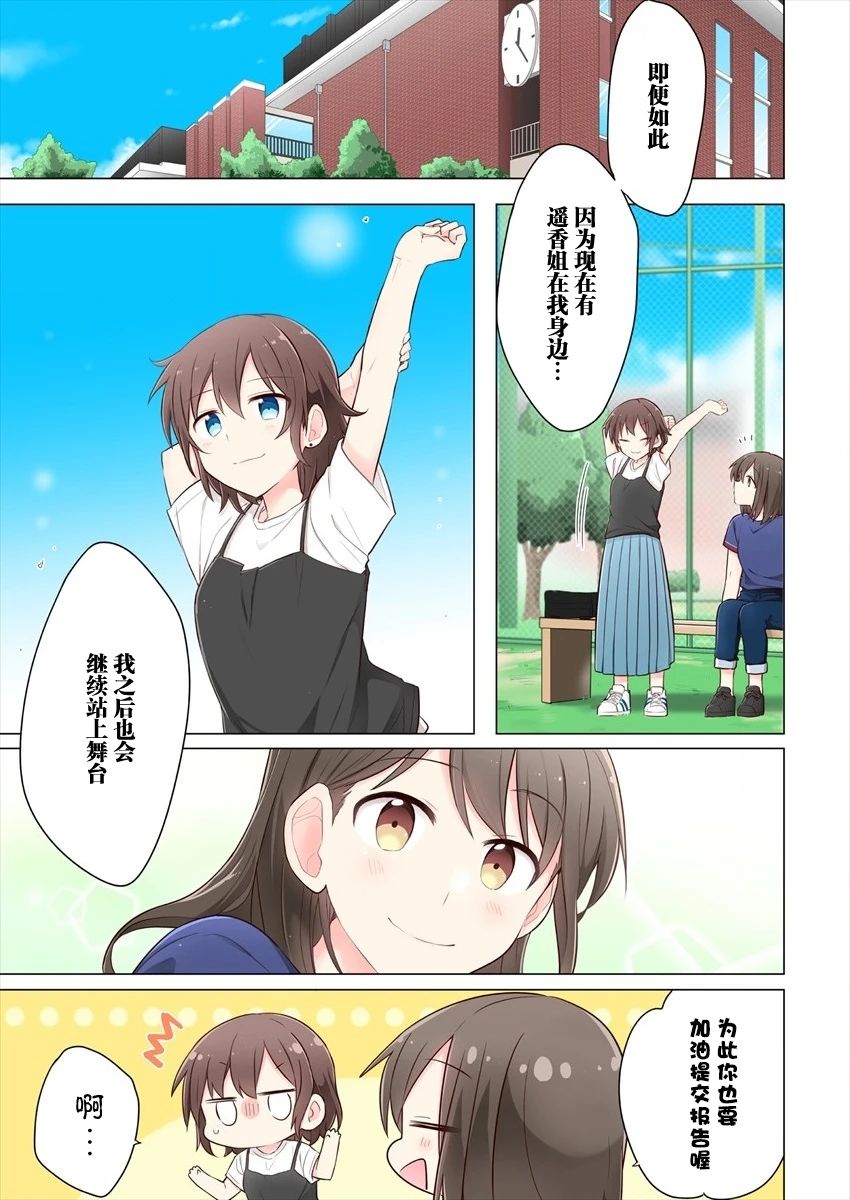 即便如此
因为现在有
遥香姐在我身边…
我之后也会
继续站上舞台
为此你也要
加油提交报告喔
啊…